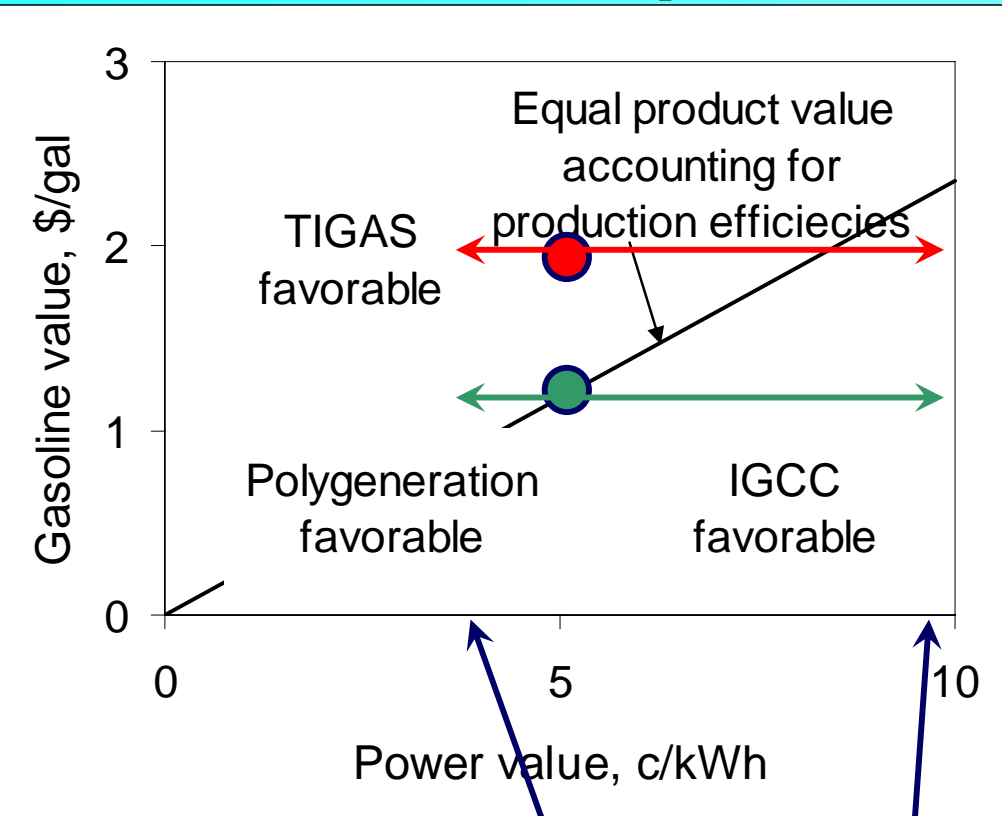 3
Equal product value
accounting for
production efficiecies
TIGAS
favorable
2
Gasoline value, $/gal
1
Polygeneration
favorable
IGCC
favorable
0
0
5
10
Power value, c/kWh